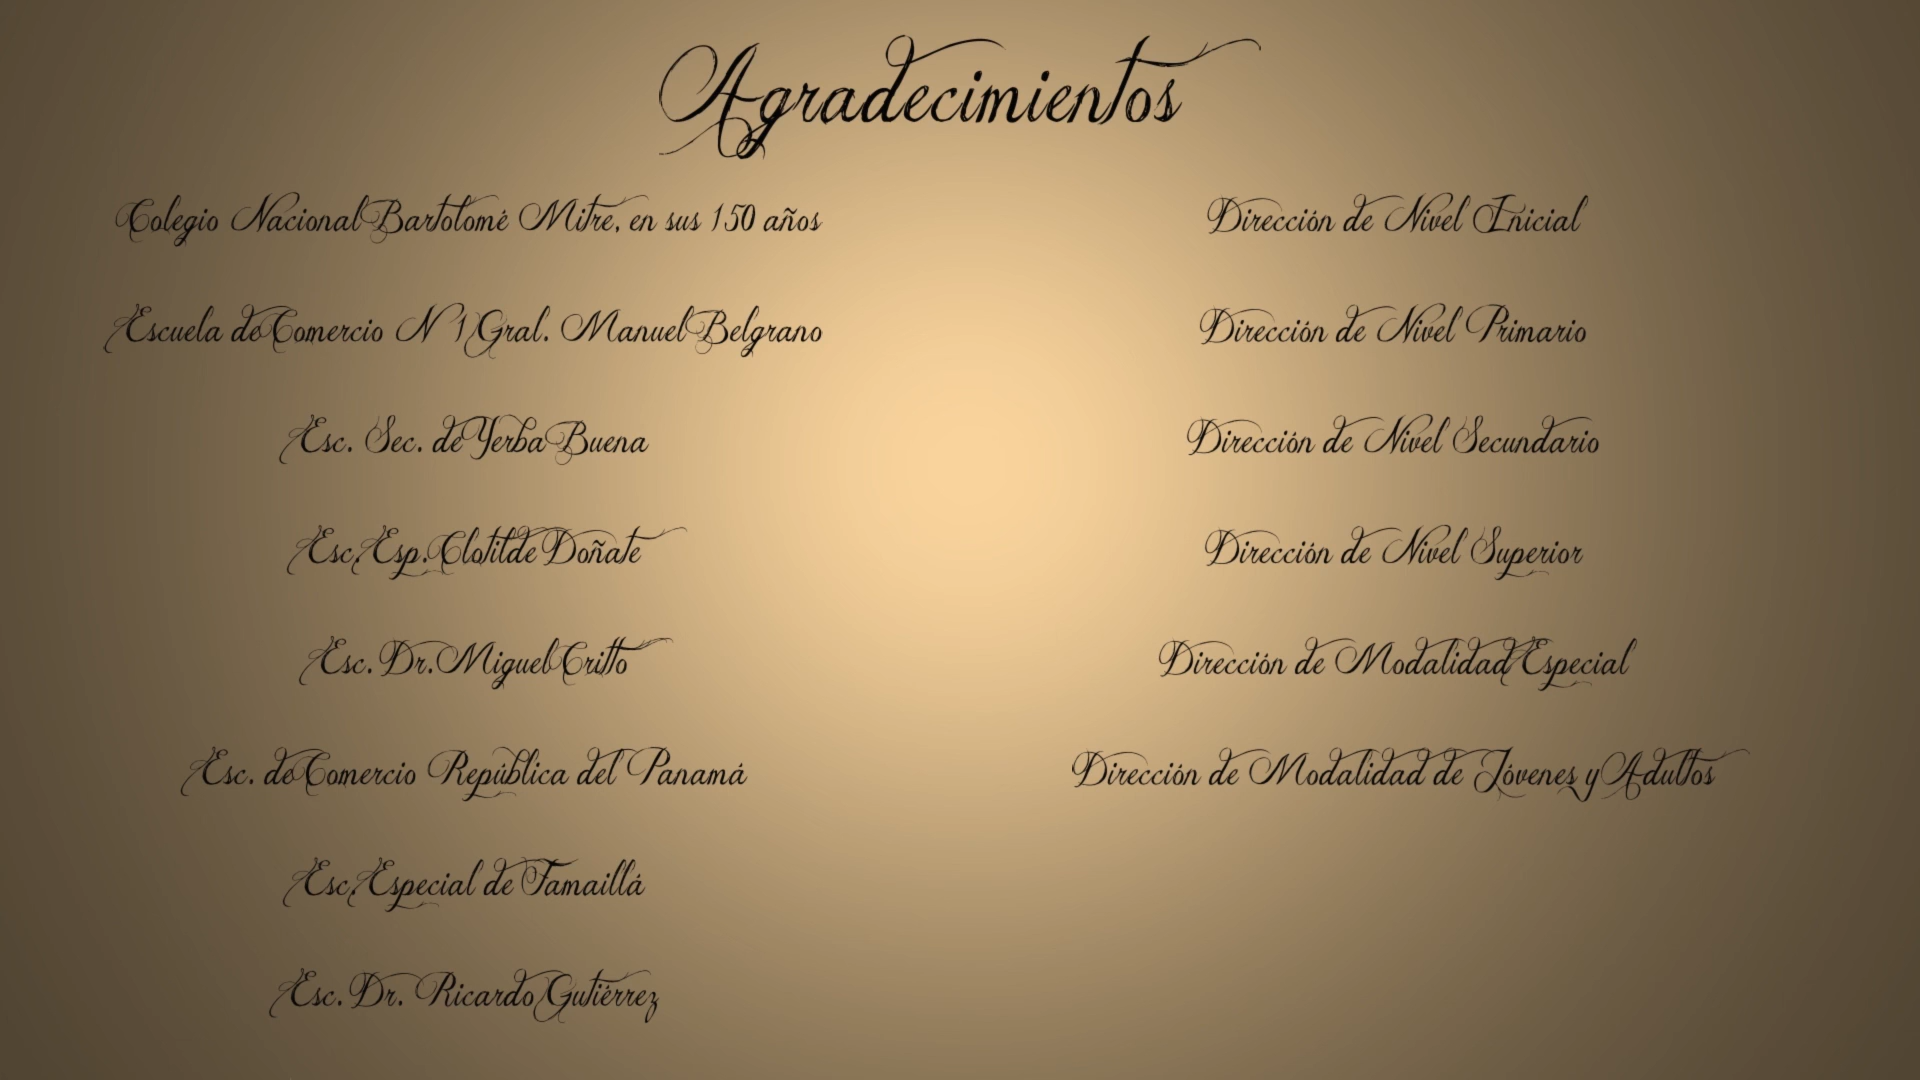 Agradecimientos
Colegio Nacional Bartolomé Mitre, en sus 150 años
Escuela de Comercio N 1 Gral. Manuel Belgrano
Esc. Sec. de Yerba Buena
Esc. Esp. Clotilde Doñate
Esc. Dr. Miguel Critto
Esc. de Comercio República del Panamá
Esc. Especial de Famaillá
Esc. Dr. Ricardo Gutiérrez
Dirección de Nivel Inicial
Dirección de Nivel Primario
Dirección de Nivel Secundario
Dirección de Nivel Superior
Dirección de Modalidad Especial
Dirección de Modalidad de Jóvenes y Adultos